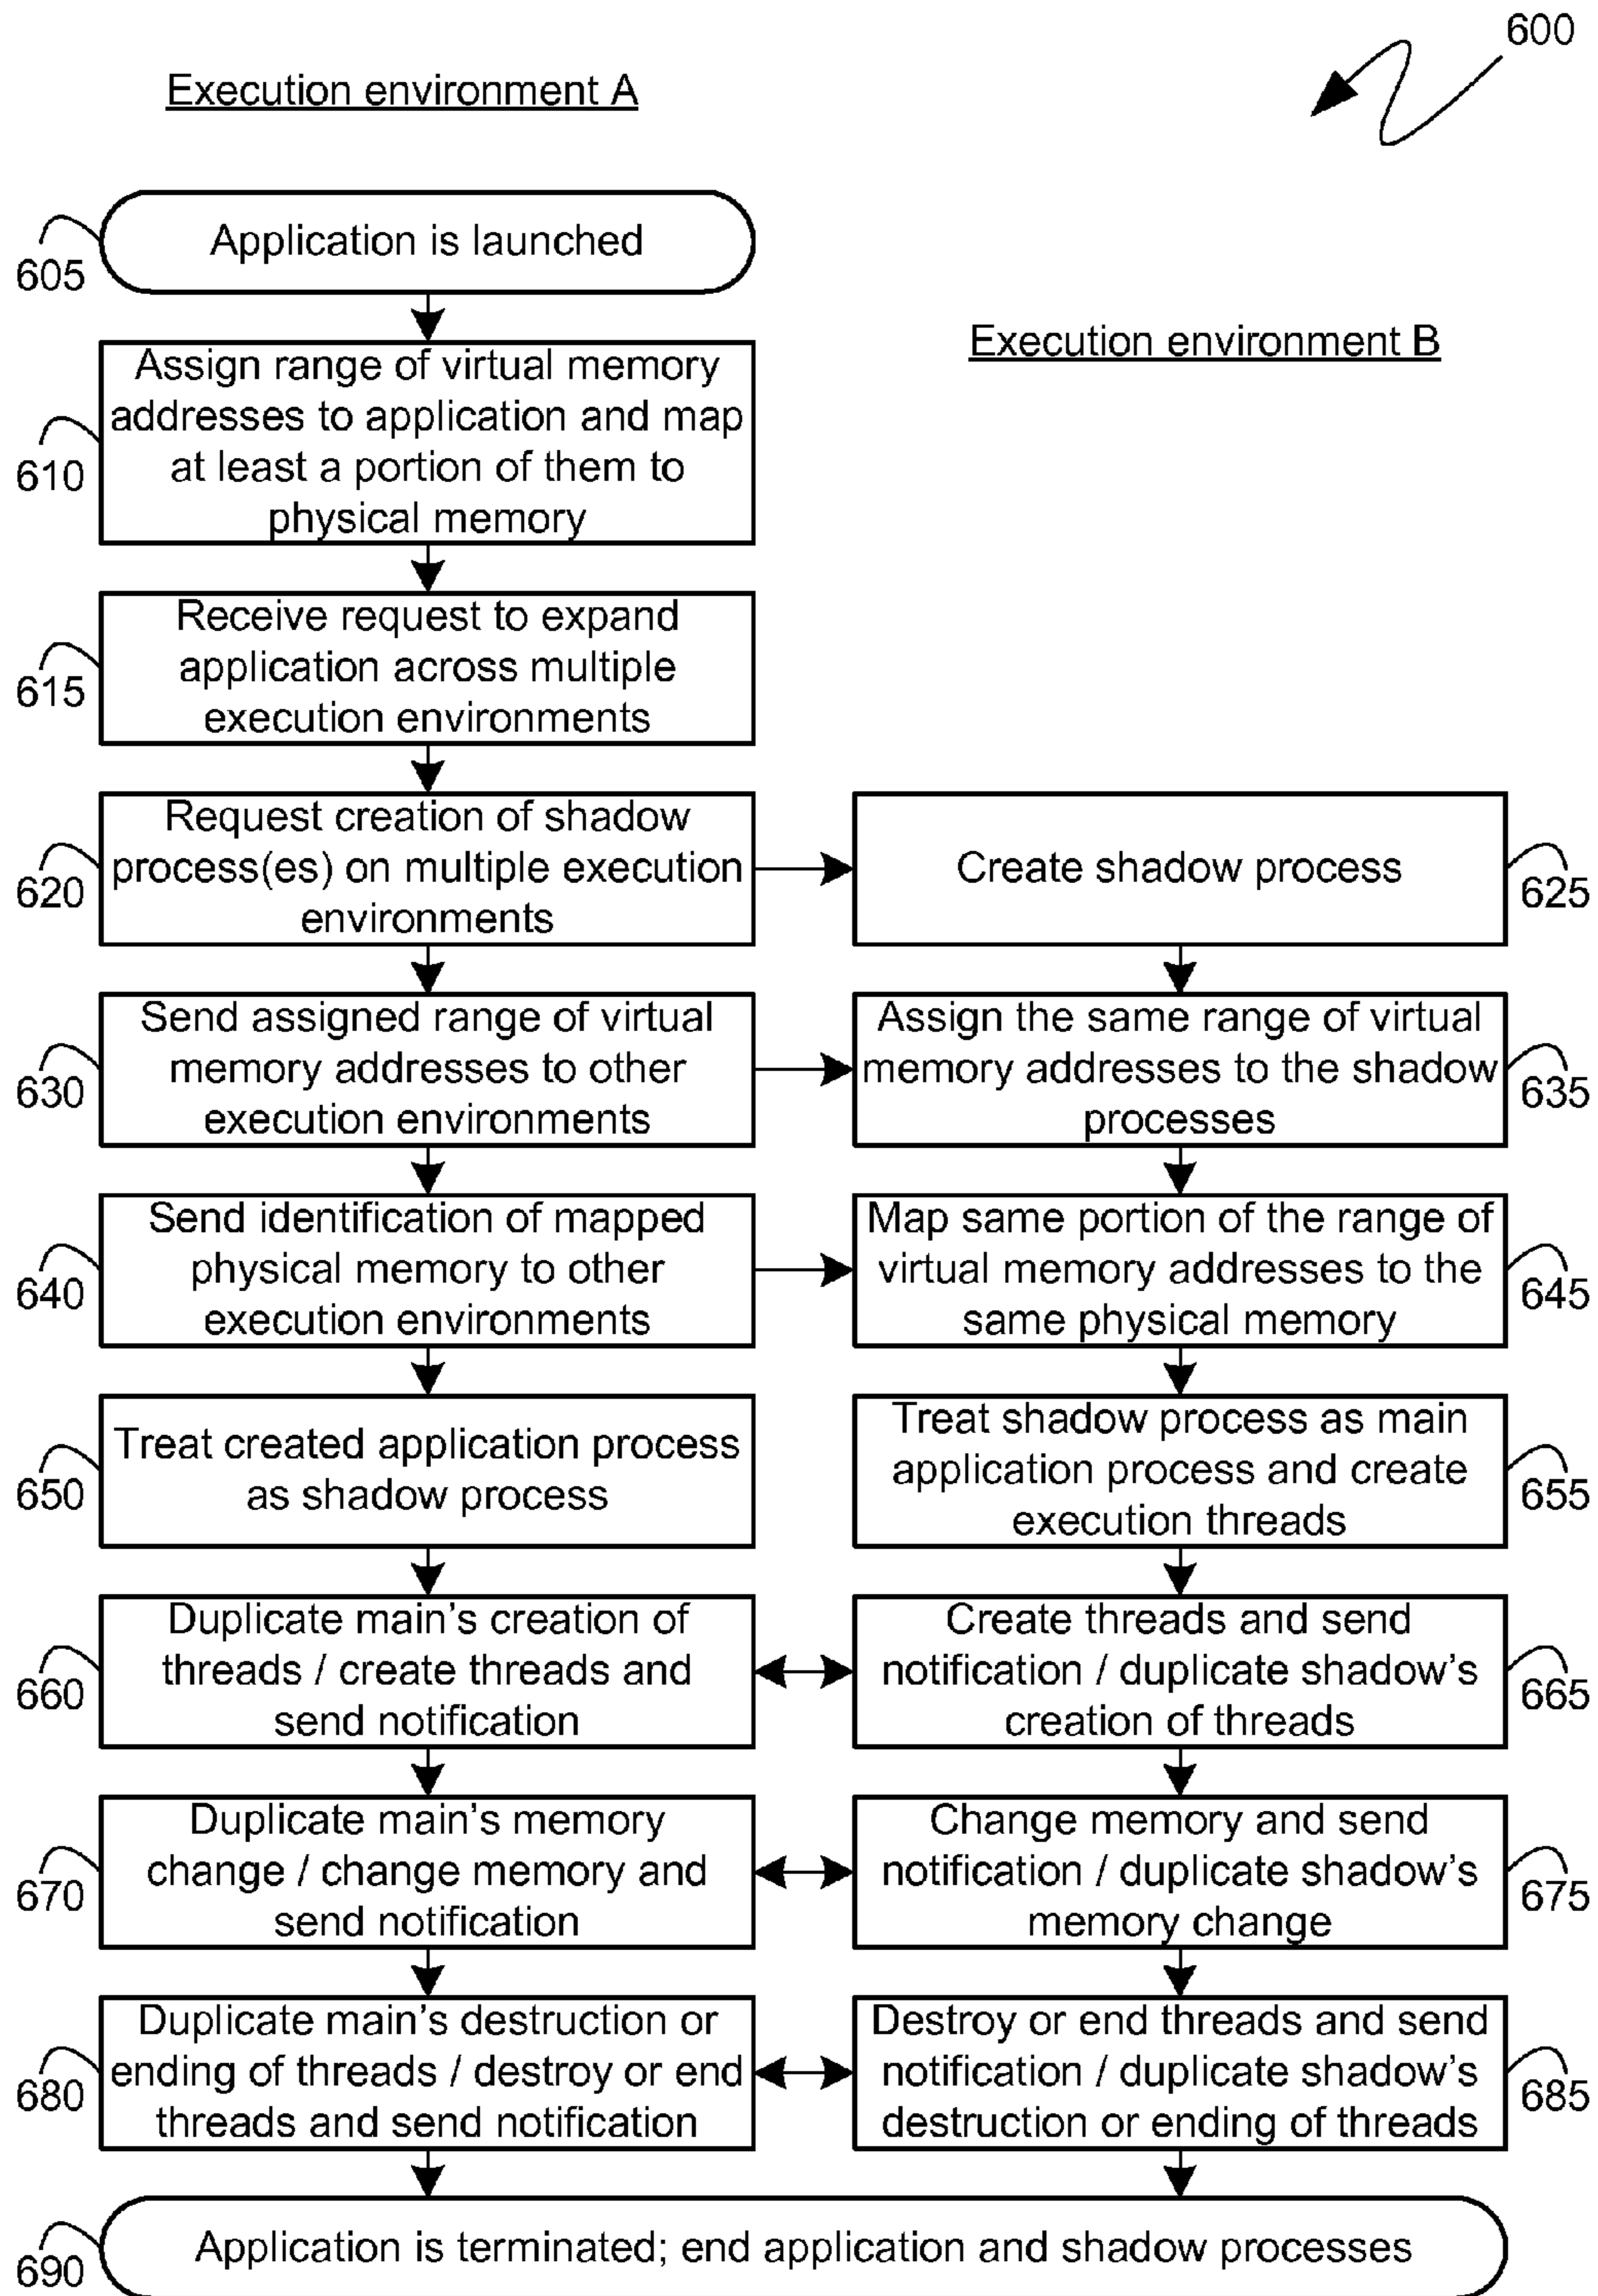 600
Execution environment A
Application is launched
605
Execution environment B
Assign range of virtual memory
addresses to application and map
at least a portion of them to
physical memory
610
Receive request to expand
application across multiple
execution environments
615
Request creation of shadow
process(es) on multiple execution
environments
620
Create shadow process
625
Send assigned range of virtual
memory addresses to other
execution environments
630
Assign the same range of virtual
memory addresses to the shadow
processes
635
Send identification of mapped
physical memory to other
execution environments
640
Map same portion of the range of
virtual memory addresses to the
same physical memory
645
Treat created application process
as shadow process
650
Treat shadow process as main
application process and create
execution threads
655
Duplicate main's creation of
threads / create threads and
send notification
660
Create threads and send
notification / duplicate shadow's
creation of threads
665
Duplicate main's memory
change / change memory and
send notification
670
Change memory and send
notification / duplicate shadow's
memory change
675
Duplicate main's destruction or
ending of threads / destroy or end
threads and send notification
680
Destroy or end threads and send
notification / duplicate shadow's
destruction or ending of threads
685
Application is terminated; end application and shadow processes
690